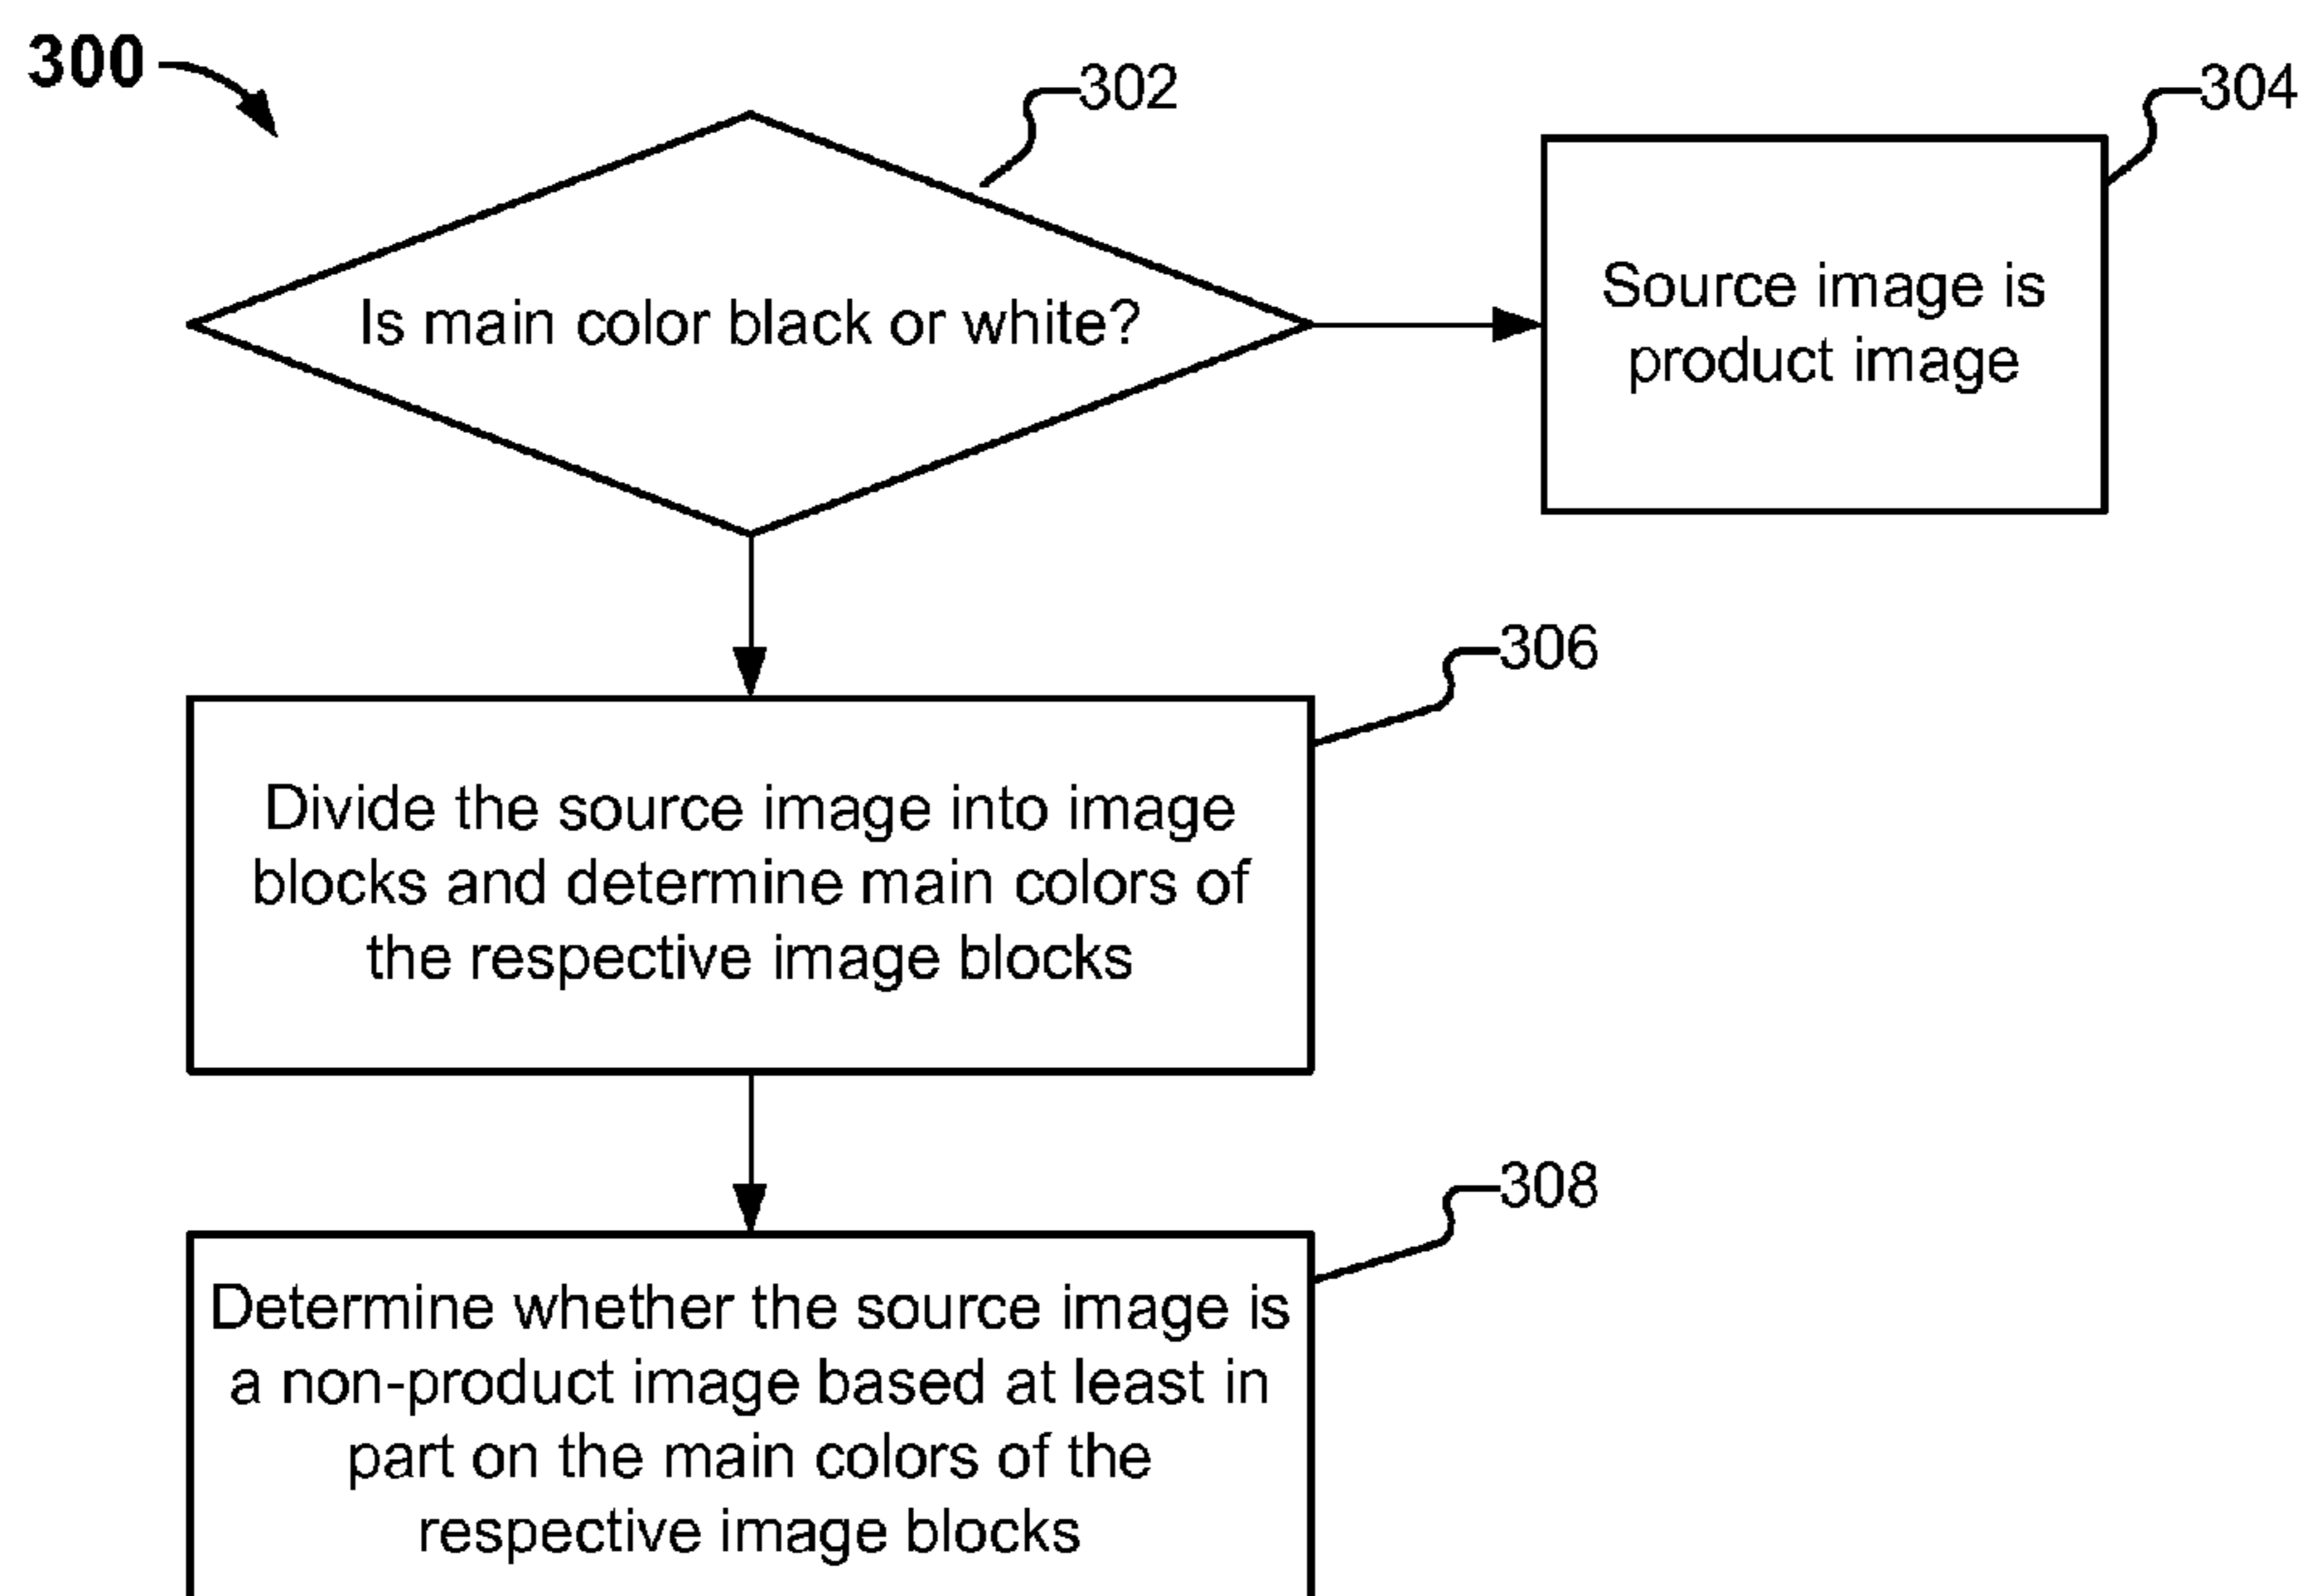 300
302
304
Is main color black or white?
Source image is
product image
306
Divide the source image into image
blocks and determine main colors of
the respective image blocks
308
Determine whether the source image is
a non-product image based at least in
part on the main colors of the
respective image blocks